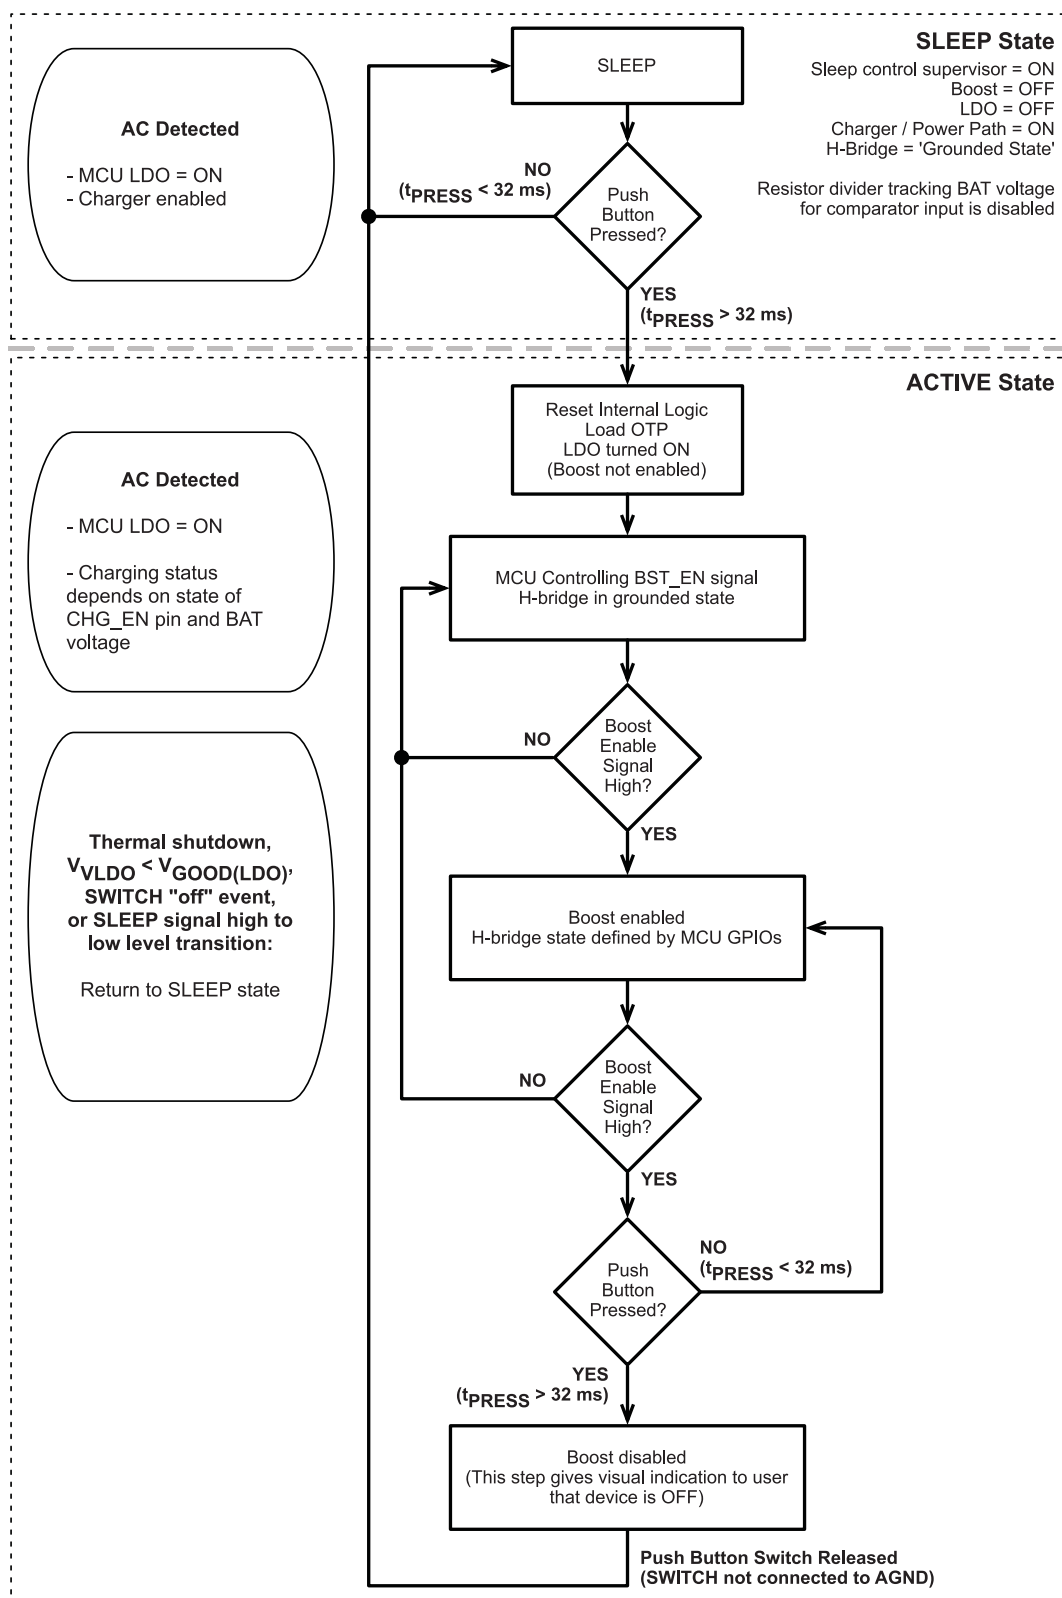 SLEEP State
Sleep control supervisor = ON
Boost = OFF
LDO = OFF
Charger / Power Path = ON
H-Bridge = 'Grounded State'
Resistor divider tracking BAT voltage
for comparator input is disabled
AC Detected
- MCU LDO = ON
- Charger enabled
SLEEP
NO
(tPRESS < 32 ms)
Push
Button
Pressed?
YES
(tPRESS > 32 ms)
ACTIVE State
Reset Internal Logic
Load OTP
LDO turned ON
(Boost not enabled)
AC Detected
- MCU LDO = ON
- Charging status
depends on state of
CHG_EN pin and BAT
voltage
MCU Controlling BST_EN signal
H-bridge in grounded state
NO
Boost
Enable
Signal
High?
YES
Thermal shutdown,
VVLDO < VGOOD(LDO),
SWITCH "off" event,
or SLEEP signal high to
low level transition:
Return to SLEEP state
Boost enabled
H-bridge state defined by MCU GPIOs
NO
Boost
Enable
Signal
High?
YES
Push
Button
Pressed?
NO
(tPRESS < 32 ms)
YES
(tPRESS > 32 ms)
Boost disabled
(This step gives visual indication to user
that device is OFF)
Push Button Switch Released
(SWITCH not connected to AGND)